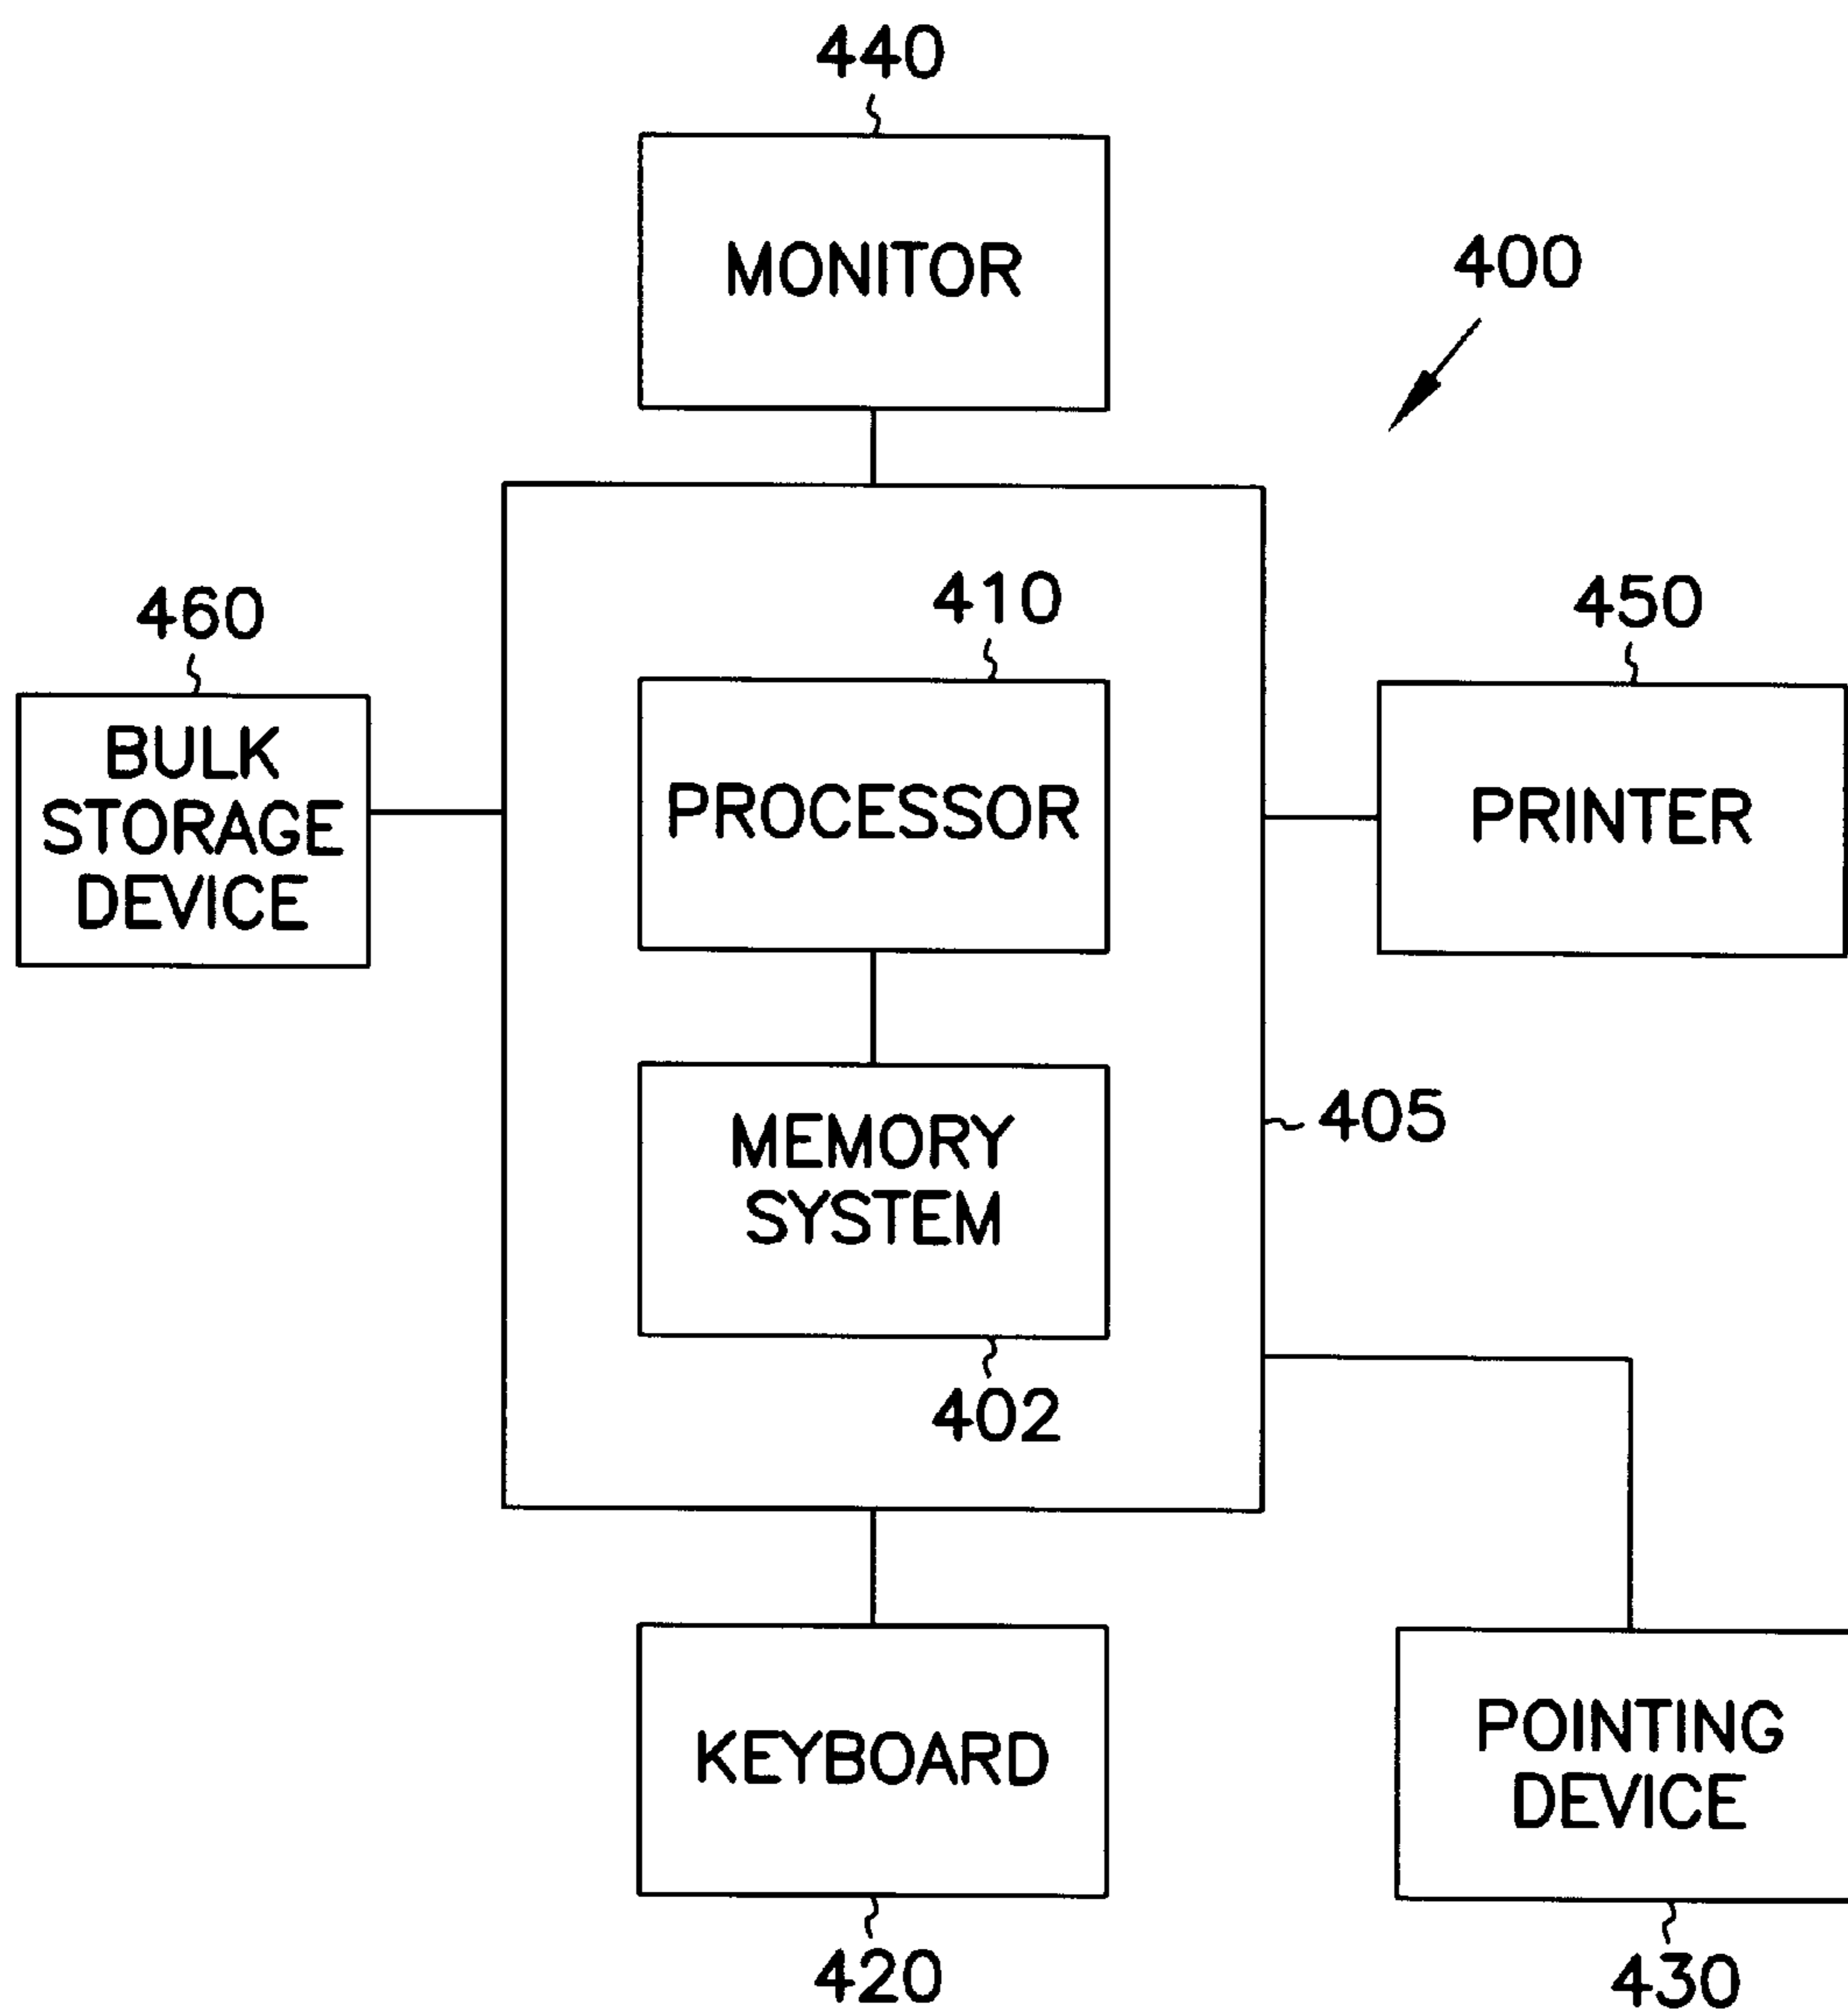 440
MONITOR
400
460
410
450
BULK
STORAGE
DEVICE
PROCESSOR
PRINTER
405
MEMORY
SYSTEM
402
KEYBOARD
POINTING
DEVICE
420
430